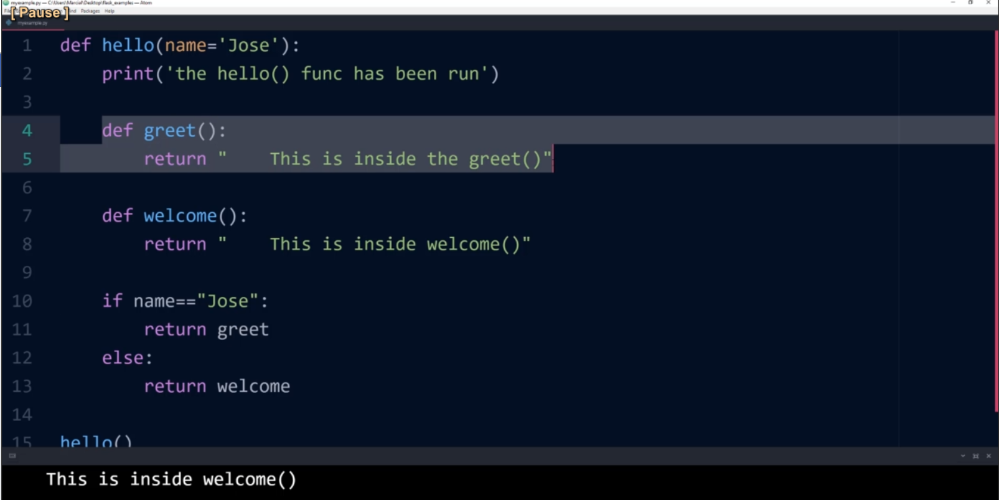 myexample.py — C:\Users\Marcial\Desktop\flask_examples — Atom
[ Pause ]
Packages Help
myexample.py
1 def hello(name='Jose'):
2     print('the hello() func has been run')
3
4     def greet():
5         return "    This is inside the greet()"
6
7     def welcome():
8         return "    This is inside welcome()"
9
10     if name=="Jose":
11         return greet
12     else:
13         return welcome
14
15 hello()
    This is inside welcome()